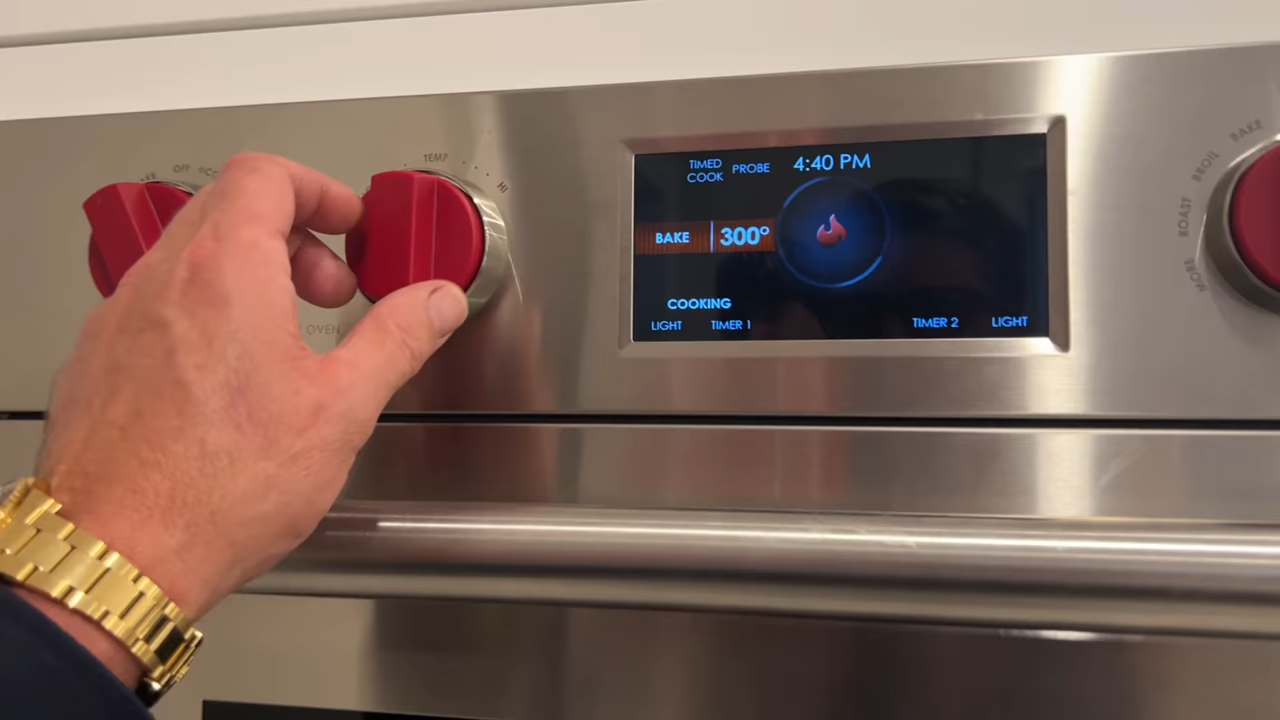 OFF
TEMP
HI
OVEN
TIMED
COOK
PROBE
4:40 PM
BAKE
300°
COOKING
LIGHT
TIMER 1
TIMER 2
LIGHT
BAKE
BROIL
ROAST
MORE